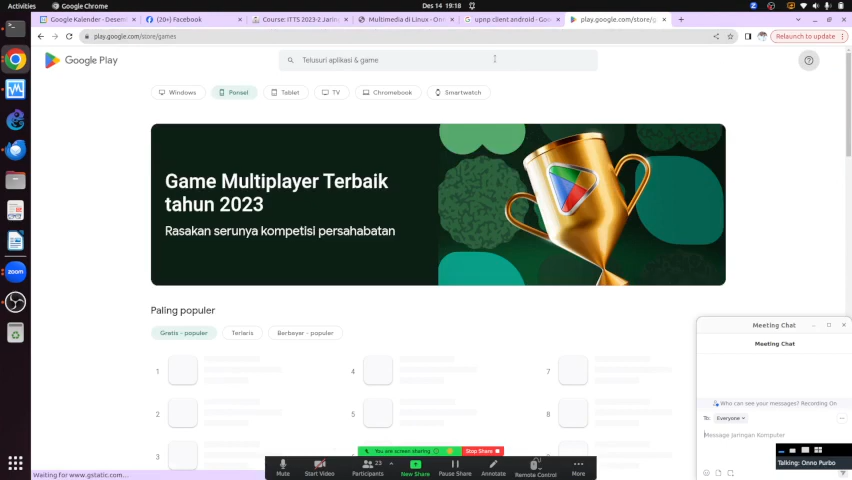 Activities
Google Chrome
Des 14 19:18
Google Kalender - Desem
(20+) Facebook
Course: ITTS 2023-2 Jarin
Multimedia di Linux - Onn
upnp client android - Goo
play.google.com/store/g
play.google.com/store/games
Relaunch to update
Google Play
Telusuri aplikasi & game
Windows
Ponsel
Tablet
TV
Chromebook
Smartwatch
Game Multiplayer Terbaik
tahun 2023
Rasakan serunya kompetisi persahabatan
Paling populer
Gratis - populer
Terlaris
Berbayar - populer
1
4
7
2
5
8
3
Meeting Chat
Meeting Chat
Who can see your messages? Recording On
To: Everyone
Message Jaringan Komputer
Talking: Onno Purbo
You are screen sharing
Stop Share
Mute
Start Video
Participants
23
New Share
Pause Share
Annotate
Remote Control
More
Waiting for www.gstatic.com...
zoom